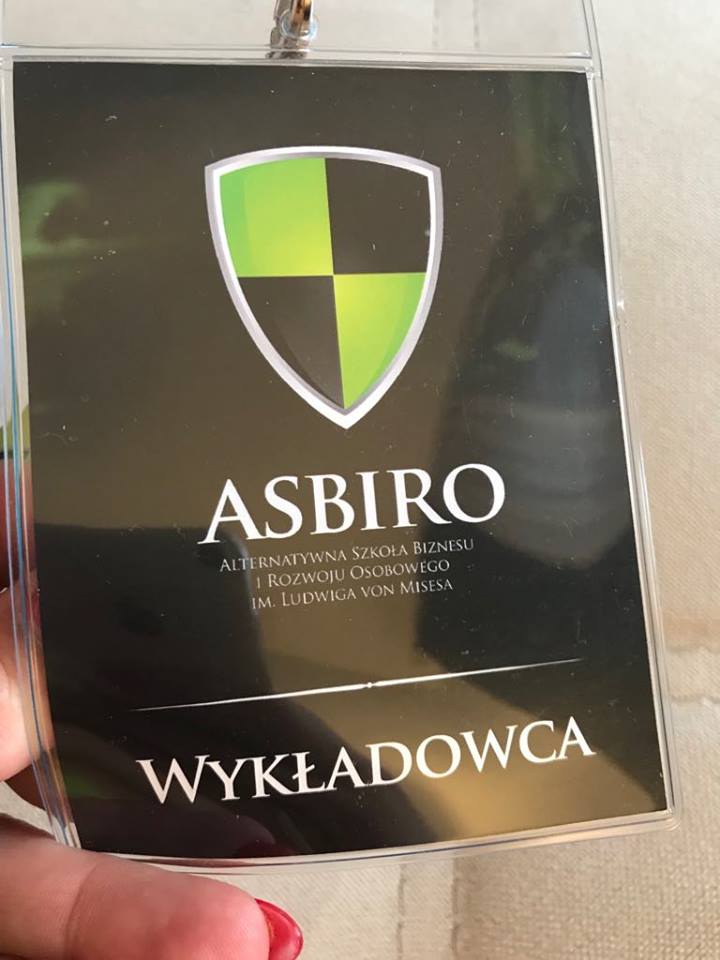 ASBIRO
Alternatywna Szkoła Biznesu
i Rozwoju Osobowego
im. Ludwiga von Misesa
Wykładowca